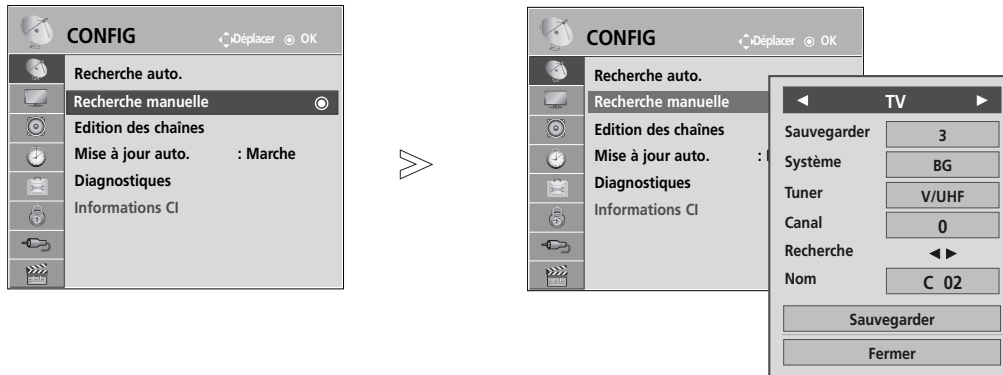 CONFIG
Déplacer OK
Recherche auto.
Recherche manuelle
Edition des chaînes
Mise à jour auto. : Marche
Diagnostiques
Informations CI
CONFIG
Déplacer OK
Recherche auto.
Recherche manuelle
Edition des chaînes
Mise à jour auto. :
Diagnostiques
Informations CI
TV
Sauvegarder 3
Système BG
Tuner V/UHF
Canal 0
Recherche
Nom C 02
Sauvegarder
Fermer